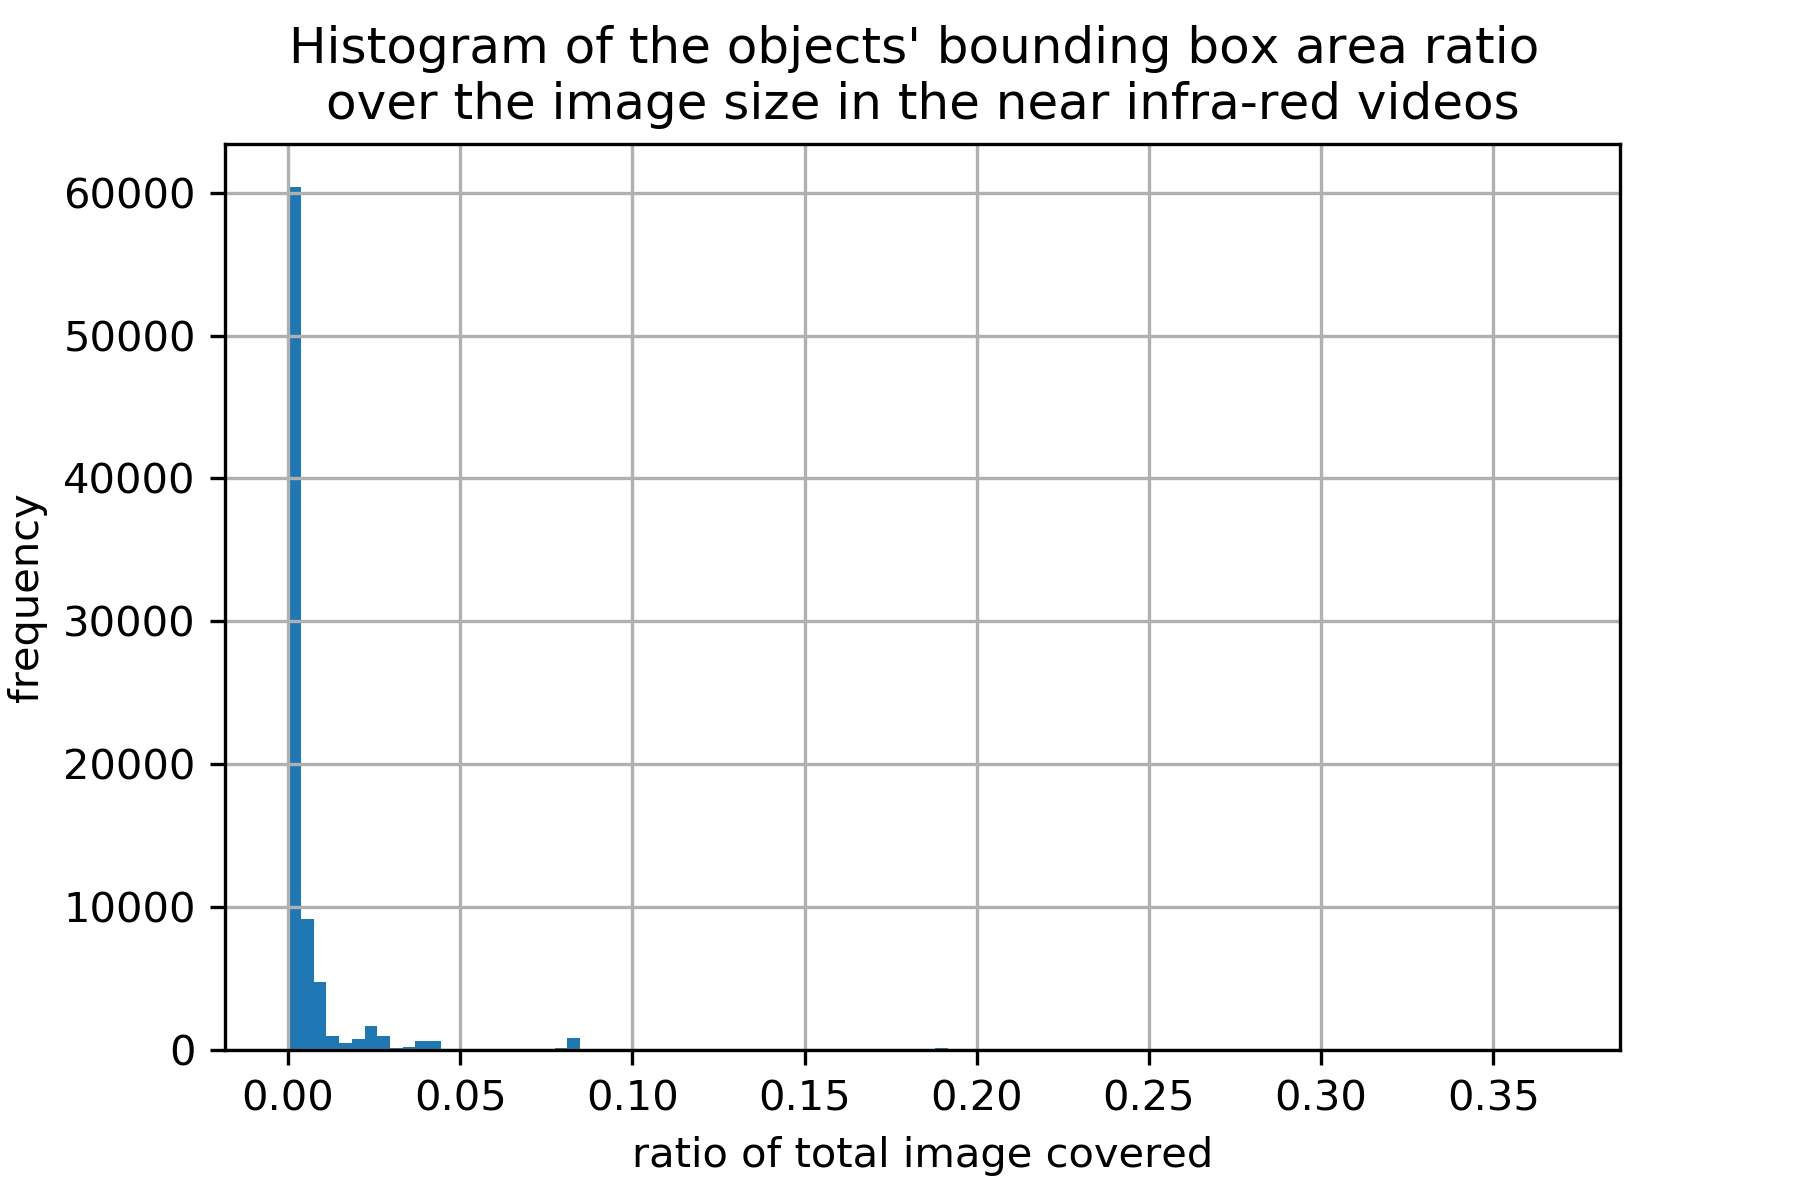 Histogram of the objects' bounding box area ratio
over the image size in the near infra-red videos
60000
50000
40000
30000
20000
10000
0
frequency
0.00 0.05 0.10 0.15 0.20 0.25 0.30 0.35
ratio of total image covered